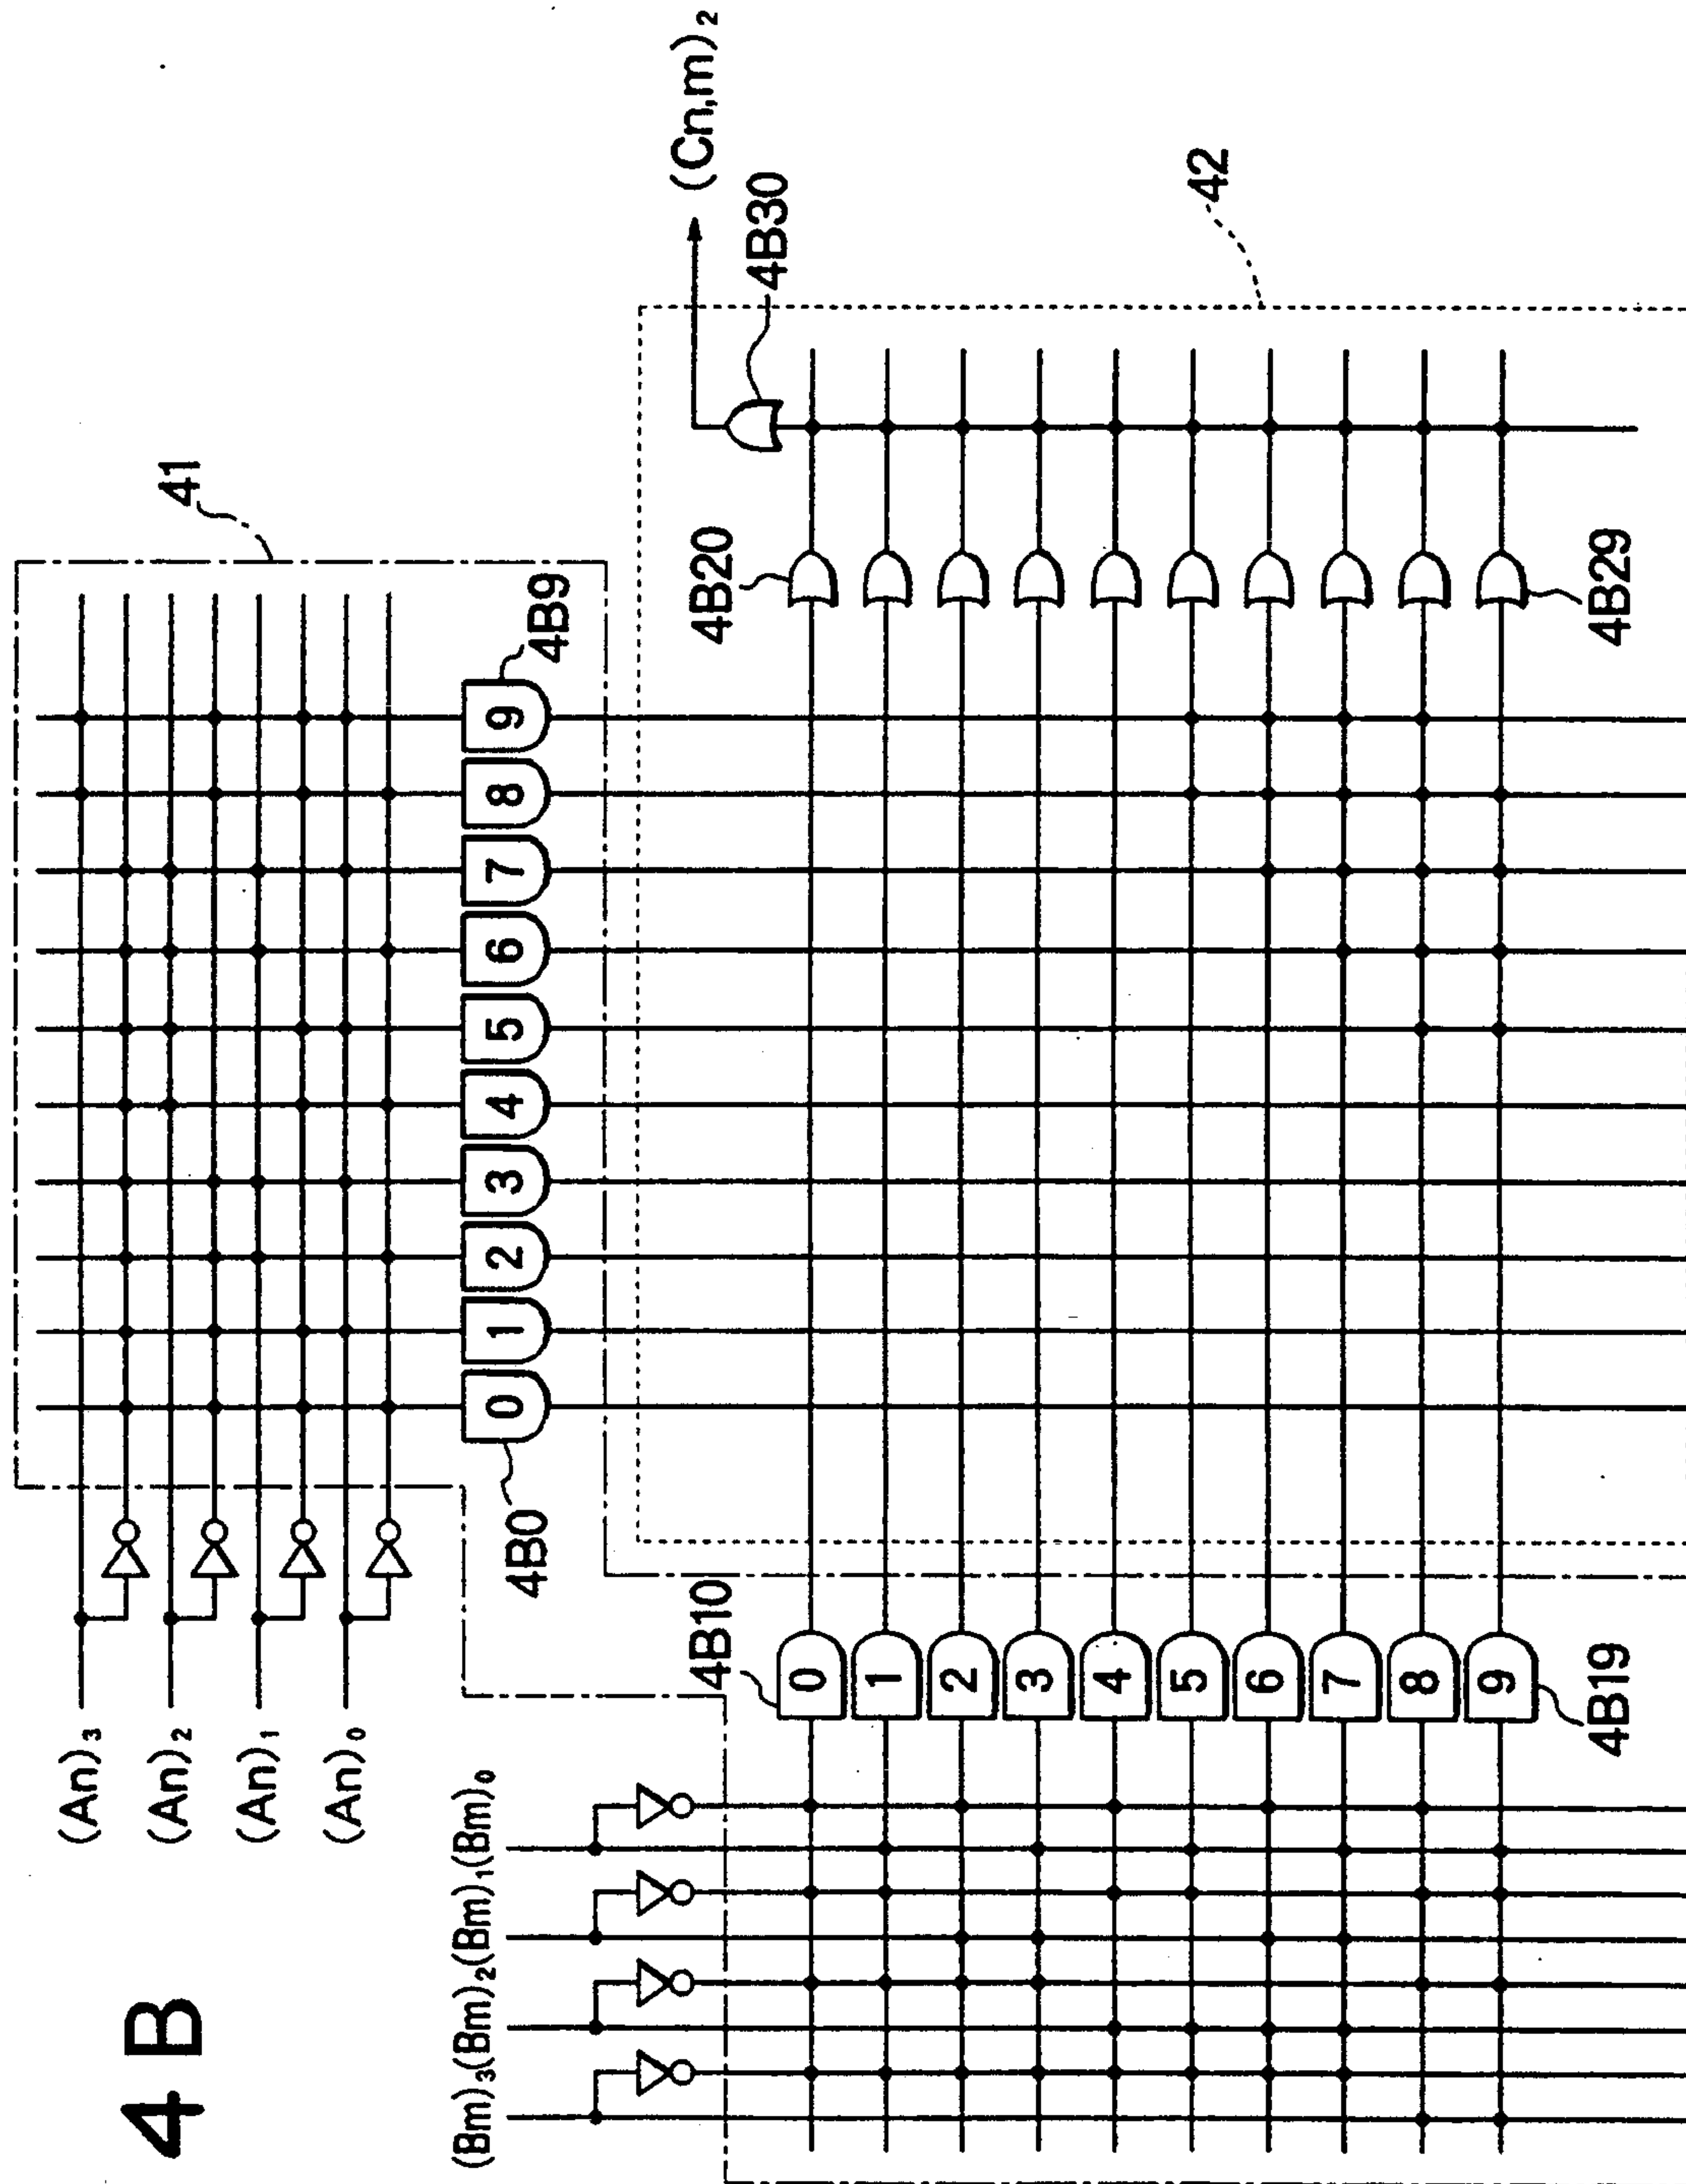 4B
(An)₃
(An)₂
(An)₁
(An)₀
41
0 1 2 3 4 5 6 7 8 9
4B0
4B9
(Cn,m)₂
4B30
42
(Bm)₃(Bm)₂(Bm)₁(Bm)₀
4B10
4B20
0
1
2
3
4
5
6
7
8
9
4B19
4B29